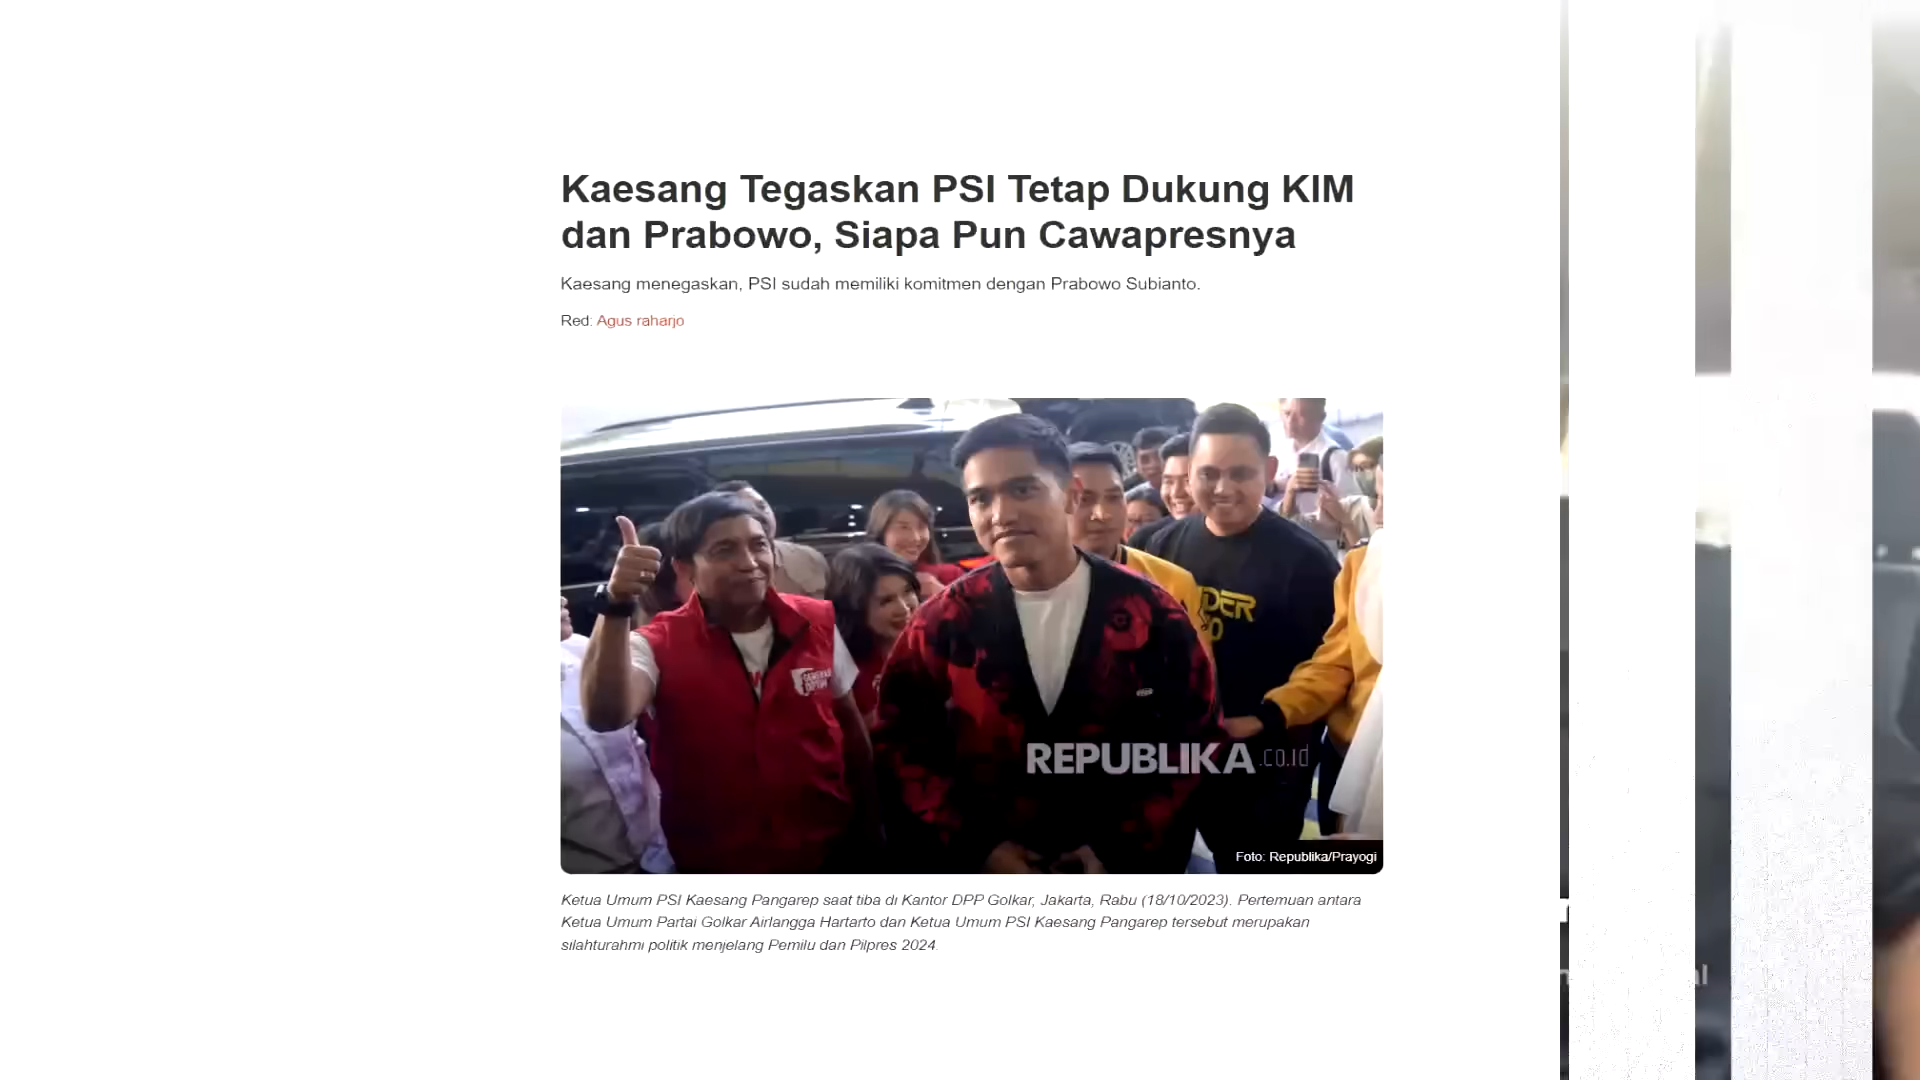 Kaesang Tegaskan PSI Tetap Dukung KIM
dan Prabowo, Siapa Pun Cawapresnya
Kaesang menegaskan, PSI sudah memiliki komitmen dengan Prabowo Subianto.
Red: Agus raharjo
REPUBLIKA.co.id
Foto: Republika/Prayogi
Ketua Umum PSI Kaesang Pangarep saat tiba di Kantor DPP Golkar, Jakarta, Rabu (18/10/2023). Pertemuan antara
Ketua Umum Partai Golkar Airlangga Hartarto dan Ketua Umum PSI Kaesang Pangarep tersebut merupakan
silahturahmi politik menjelang Pemilu dan Pilpres 2024.